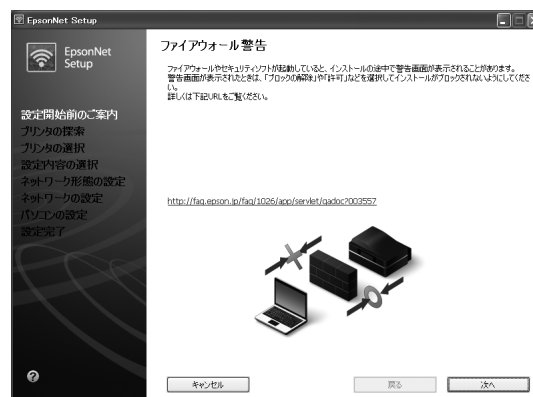 EpsonNet Setup
EpsonNet
Setup
設定開始前のご案内
プリンタの探索
プリンタの選択
設定内容の選択
ネットワーク形態の設定
ネットワークの設定
パソコンの設定
設定完了
ファイアウォール警告
ファイアウォールやセキュリティソフトが起動していると、インストールの途中で警告画面が表示されることがあります。
警告画面が表示されたときは、「ブロックの解除」や「許可」などを選択してインストールがブロックされないようにしてくださ
い。
詳しくは下記URLをご覧ください。
http://faq.epson.jp/faq/1026/app/servlet/qadoc?003557
キャンセル
戻る
次へ